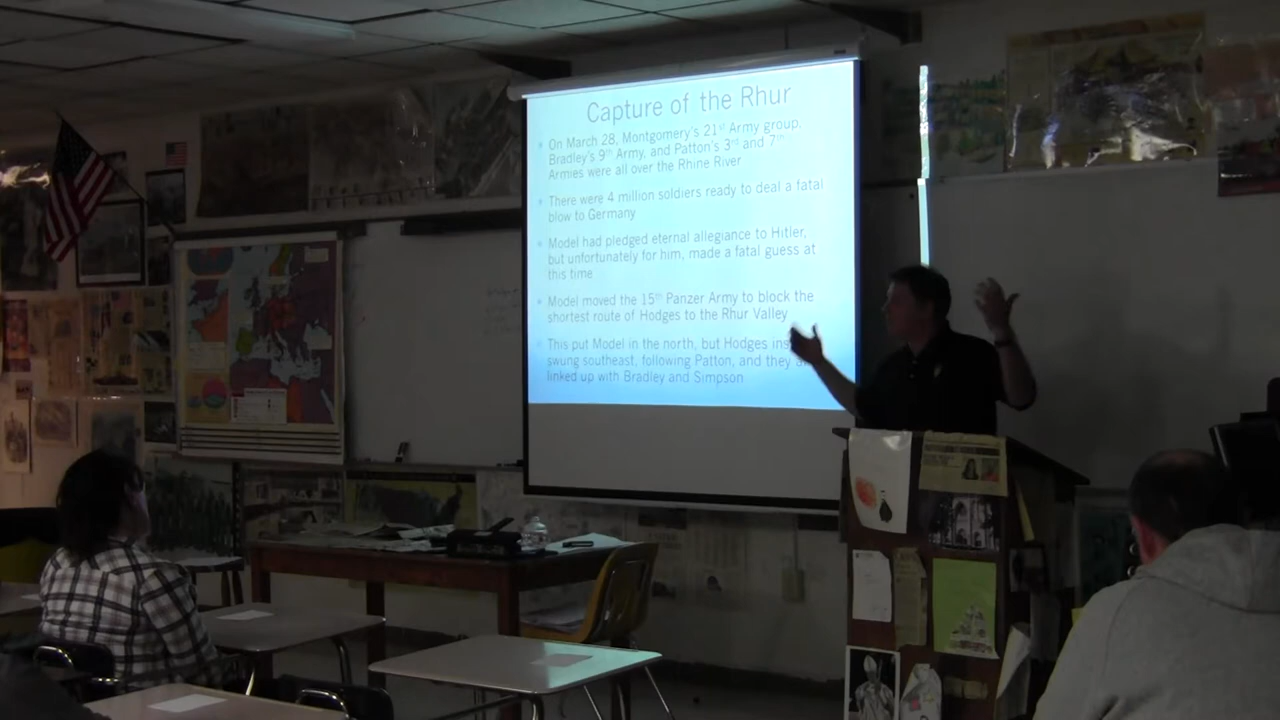 Capture of the Rhur
• On March 28, Montgomery's 21st Army group,
Bradley's 9th Army, and Patton's 3rd and 7th
Armies were all over the Rhine River
• There were 4 million soldiers ready to deal a fatal
blow to Germany
• Model had pledged eternal allegiance to Hitler,
but unfortunately for him, made a fatal guess at
this time
• Model moved the 15th Panzer Army to block the
shortest route of Hodges to the Rhur Valley
• This put Model in the north, but Hodges ins
swung southeast, following Patton, and they
linked up with Bradley and Simpson